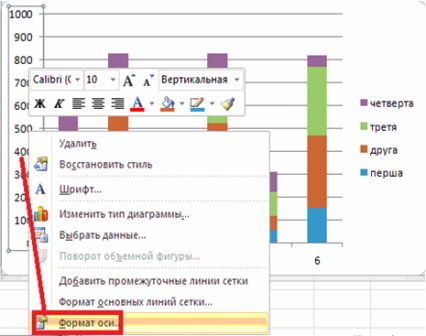 1000
900
800
700
600
Calibri (С
10
А
А
Вертикальная
Ж
К
А
четверта
третя
друга
перша
500
400
300
200
100
0
Удалить
Восстановить стиль
А Шрифт...
Изменить тип диаграммы...
Выбрать данные...
Поворот объемной фигуры...
Добавить промежуточные линии сетки
Формат основных линий сетки...
Формат оси...
6